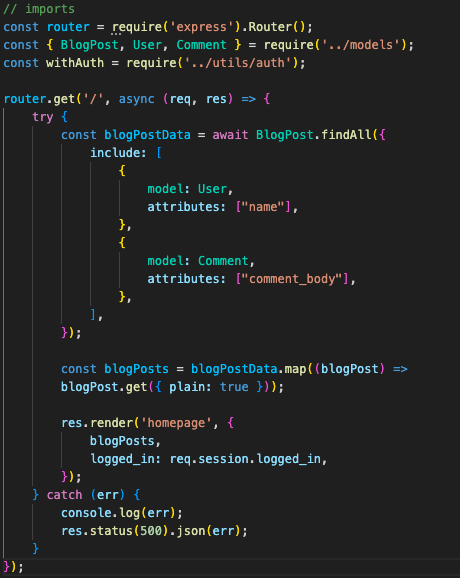 // imports
const router = require('express').Router();
const { BlogPost, User, Comment } = require('../models');
const withAuth = require('../utils/auth');

router.get('/', async (req, res) => {
    try {
        const blogPostData = await BlogPost.findAll({
            include: [
                {
                    model: User,
                    attributes: ["name"],
                },
                {
                    model: Comment,
                    attributes: ["comment_body"],
                },
            ],
        });

        const blogPosts = blogPostData.map((blogPost) =>
        blogPost.get({ plain: true }));

        res.render('homepage', {
            blogPosts,
            logged_in: req.session.logged_in,
        });
    } catch (err) {
        console.log(err);
        res.status(500).json(err);
    }
});